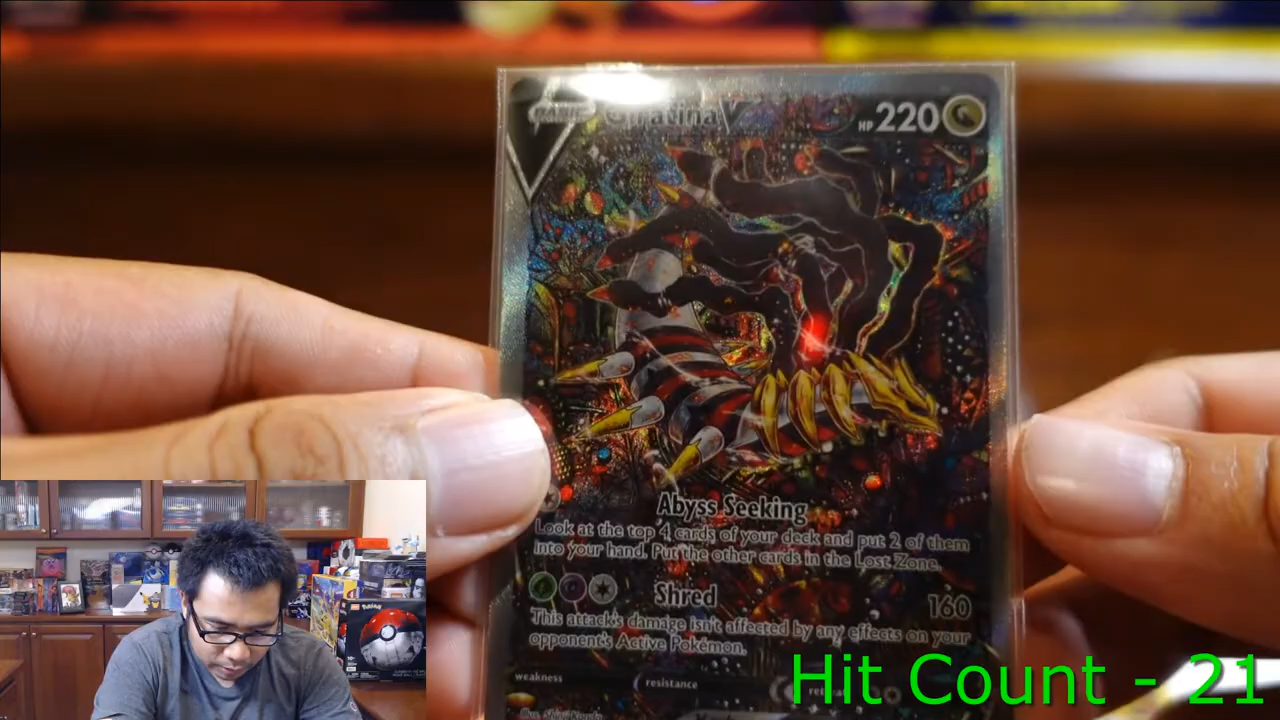 BASIC
Giratina V
HP 220
Abyss Seeking
Look at the top 4 cards of your deck and put 2 of them
into your hand. Put the other cards in the Lost Zone.
Shred 160
This attack's damage isn't affected by any effects on your
opponent's Active Pokémon.
weakness resistance
Hit Count - 21